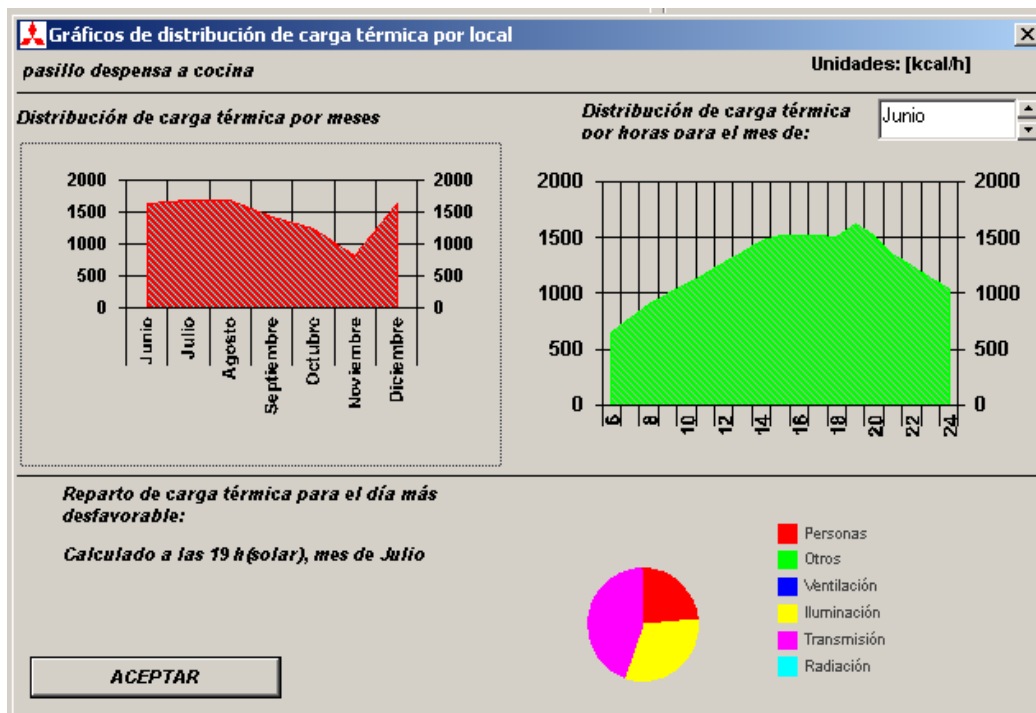 Gráficos de distribución de carga térmica por local
pasillo despensa a cocina
Unidades: [kcal/h]
Distribución de carga térmica por meses
Distribución de carga térmica
por horas para el mes de:
Junio
2000
1500
1000
500
0
2000
1500
1000
500
0
Junio
Julio
Agosto
Septiembre
Octubre
Noviembre
Diciembre
2000
1500
1000
500
0
2000
1500
1000
500
0
6
8
10
12
14
16
18
20
22
24
Reparto de carga térmica para el día más
desfavorable:
Calculado a las 19 h(solar), mes de Julio
Personas
Otros
Ventilación
Iluminación
Transmisión
Radiación
ACEPTAR